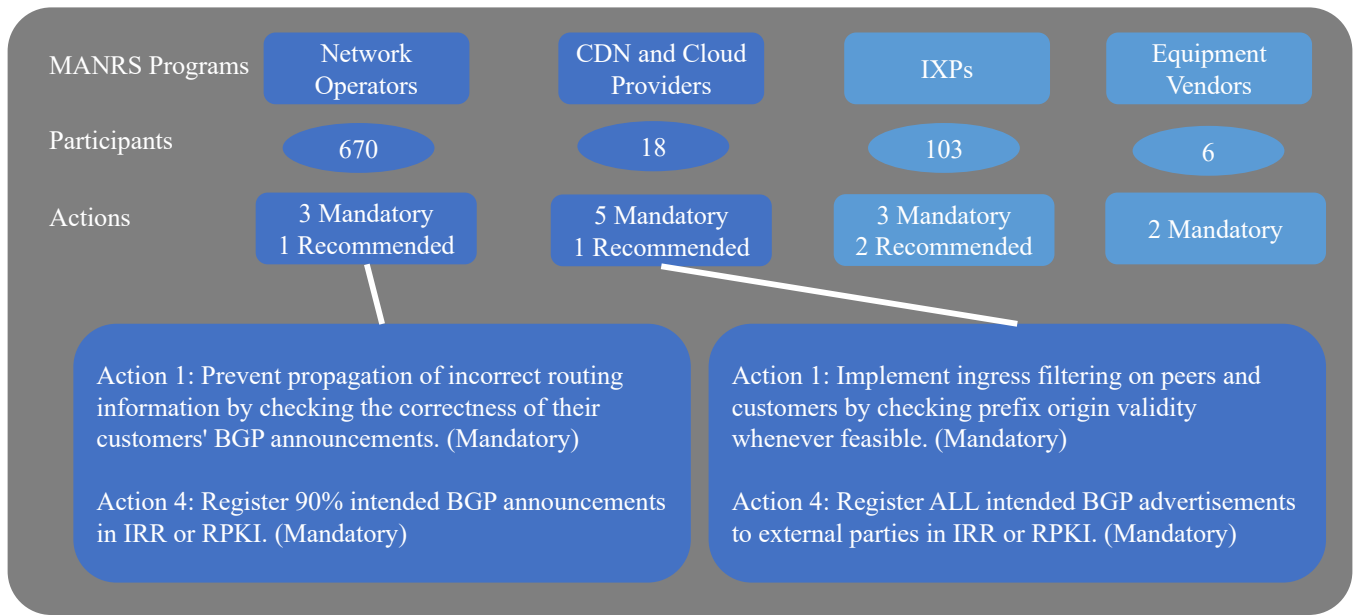 MANRS Programs
Network
Operators
CDN and Cloud
Providers
IXPs
Equipment
Vendors
Participants
670
18
103
6
Actions
3 Mandatory
1 Recommended
5 Mandatory
1 Recommended
3 Mandatory
2 Recommended
2 Mandatory
Action 1: Prevent propagation of incorrect routing
information by checking the correctness of their
customers' BGP announcements. (Mandatory)
Action 4: Register 90% intended BGP announcements
in IRR or RPKI. (Mandatory)
Action 1: Implement ingress filtering on peers and
customers by checking prefix origin validity
whenever feasible. (Mandatory)
Action 4: Register ALL intended BGP advertisements
to external parties in IRR or RPKI. (Mandatory)